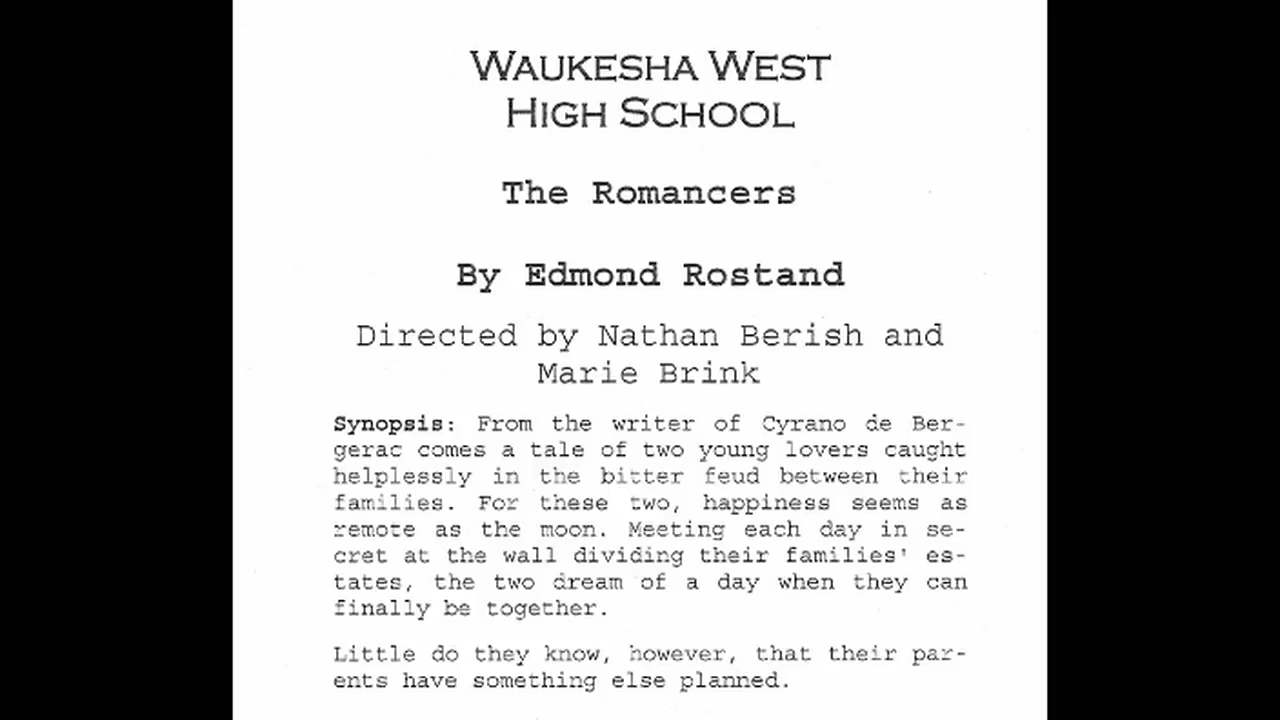 WAUKESHA WEST
HIGH SCHOOL
The Romancers
By Edmond Rostand
Directed by Nathan Berish and
Marie Brink
Synopsis: From the writer of Cyrano de Ber-
gerac comes a tale of two young lovers caught
helplessly in the bitter feud between their
families. For these two, happiness seems as
remote as the moon. Meeting each day in se-
cret at the wall dividing their families' es-
tates, the two dream of a day when they can
finally be together.
Little do they know, however, that their par-
ents have something else planned.